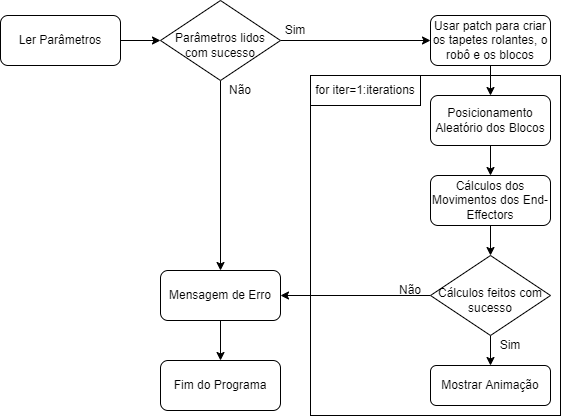 Ler Parâmetros
Parâmetros lidos
com sucesso
Sim
Usar patch para criar
os tapetes rolantes, o
robô e os blocos
Não
for iter=1:iterations
Posicionamento
Aleatório dos Blocos
Cálculos dos
Movimentos dos End-
Effectors
Cálculos feitos com
sucesso
Não
Sim
Mensagem de Erro
Mostrar Animação
Fim do Programa